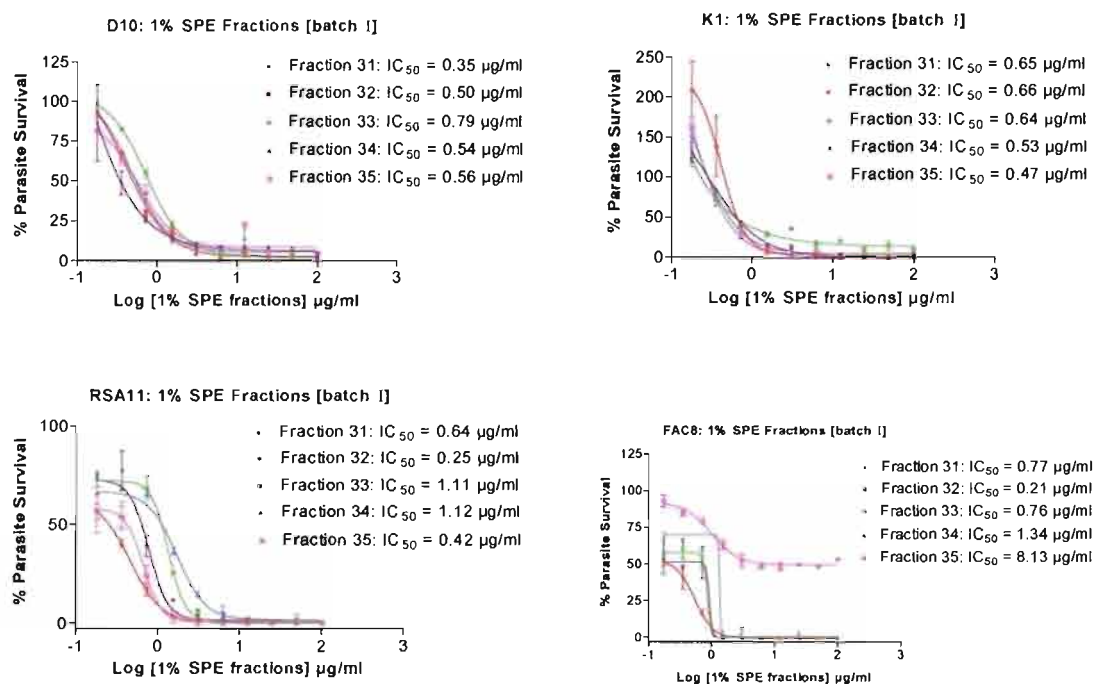 D10: 1% SPE Fractions [batch I]
% Parasite Survival
125
100
75
50
25
0
-1
0
1
2
3
Log [1% SPE fractions] µg/ml
Fraction 31: IC50 = 0.35 µg/ml
Fraction 32: IC50 = 0.50 µg/ml
Fraction 33: IC50 = 0.79 µg/ml
Fraction 34: IC50 = 0.54 µg/ml
Fraction 35: IC50 = 0.56 µg/ml
K1: 1% SPE Fractions [batch I]
% Parasite Survival
250
200
150
100
50
0
-1
0
1
2
3
Log [1% SPE fractions] µg/ml
Fraction 31: IC50 = 0.65 µg/ml
Fraction 32: IC50 = 0.66 µg/ml
Fraction 33: IC50 = 0.64 µg/ml
Fraction 34: IC50 = 0.53 µg/ml
Fraction 35: IC50 = 0.47 µg/ml
RSA11: 1% SPE Fractions [batch I]
% Parasite Survival
100
50
0
-1
0
1
2
3
Log [1% SPE fractions] µg/ml
Fraction 31: IC50 = 0.64 µg/ml
Fraction 32: IC50 = 0.25 µg/ml
Fraction 33: IC50 = 1.11 µg/ml
Fraction 34: IC50 = 1.12 µg/ml
Fraction 35: IC50 = 0.42 µg/ml
FAC8: 1% SPE Fractions [batch I]
% Parasite Survival
125
100
75
50
25
0
-1
0
1
2
3
Log [1% SPE fractions] µg/ml
Fraction 31: IC50 = 0.77 µg/ml
Fraction 32: IC50 = 0.21 µg/ml
Fraction 33: IC50 = 0.76 µg/ml
Fraction 34: IC50 = 1.34 µg/ml
Fraction 35: IC50 = 8.13 µg/ml